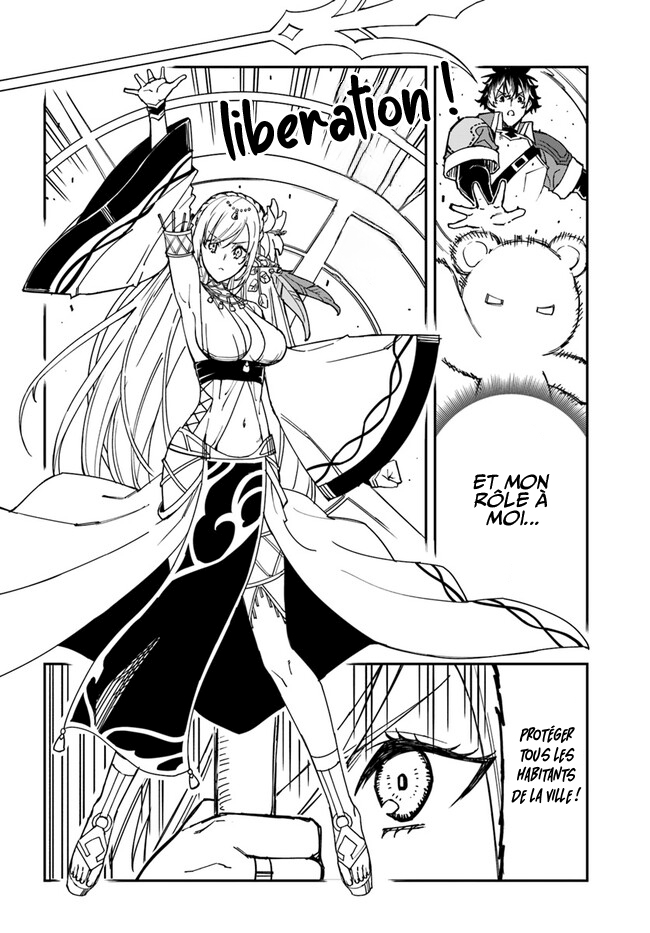 liberation !
ET MON
RÔLE À
MOI...
PROTÉGER
TOUS LES
HABITANTS
DE LA VILLE !